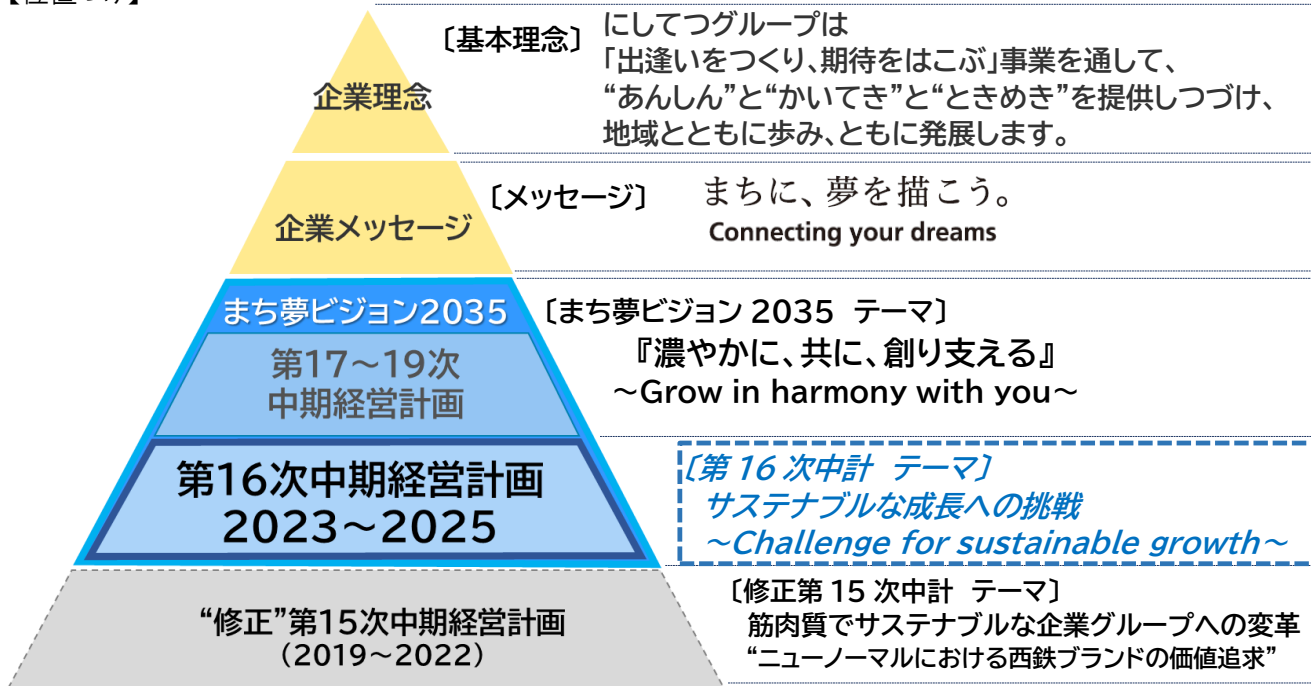 〔基本理念〕
にしてつグループは
「出逢いをつくり、期待をはこぶ」事業を通して、
“あんしん”と“かいてき”と“ときめき”を提供しつづけ、
地域とともに歩み、ともに発展します。
企業理念
〔メッセージ〕
まちに、夢を描こう。
Connecting your dreams
企業メッセージ
まち夢ビジョン2035
〔まち夢ビジョン 2035 テーマ〕
『濃やかに、共に、創り支える』
～Grow in harmony with you～
第17～19次
中期経営計画
第16次中期経営計画
2023～2025
〔第 16 次中計 テーマ〕
サステナブルな成長への挑戦
～Challenge for sustainable growth～
“修正”第15次中期経営計画
（2019～2022）
〔修正第 15 次中計 テーマ〕
筋肉質でサステナブルな企業グループへの変革
“ニューノーマルにおける西鉄ブランドの価値追求”